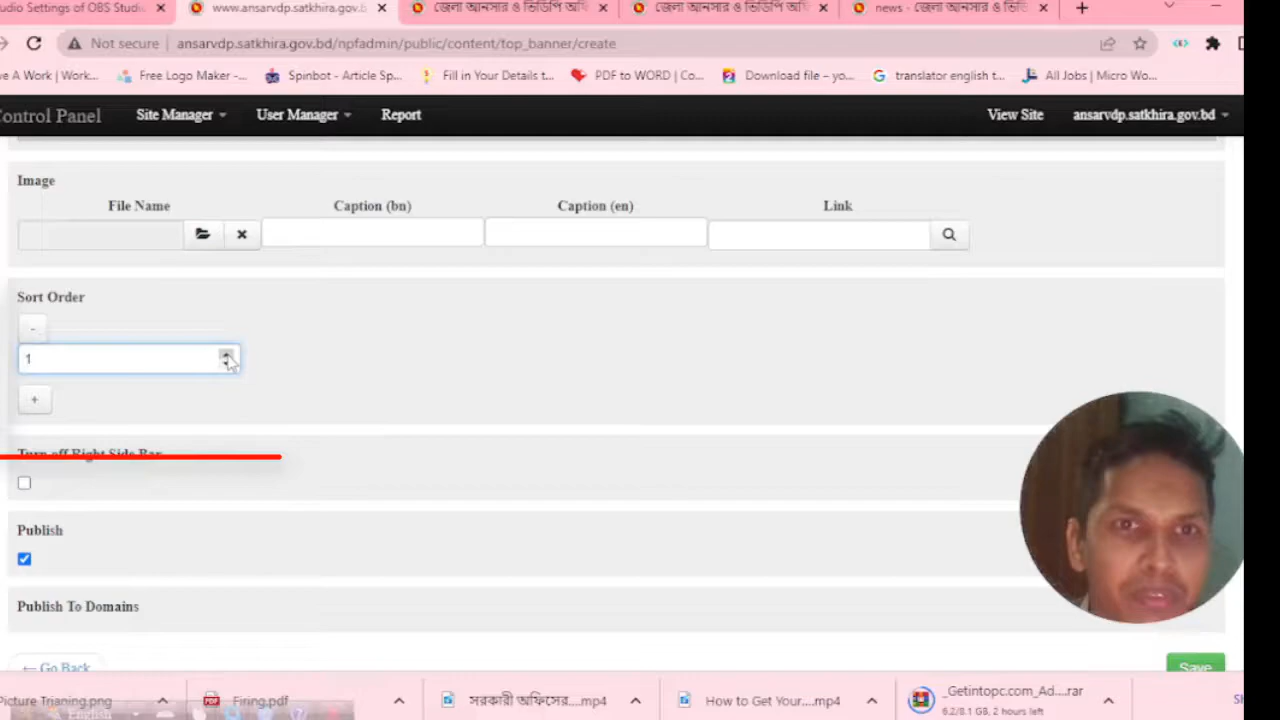 udio Settings of OBS Studi × www.ansarvdp.satkhira.gov.b × জেলা আনসার ও ভিডিপি অফি × জেলা আনসার ও ভিডিপি অফি × news - জেলা আনসার ও ভিডি × +
Not secure ansarvdp.satkhira.gov.bd/npfadmin/public/content/top_banner/create
e A Work | Work... Free Logo Maker -... Spinbot - Article Sp... Fill in Your Details t... PDF to WORD | Co... Download file – yo... translator english t... All Jobs | Micro Wo...
Control Panel Site Manager User Manager Report View Site ansarvdp.satkhira.gov.bd
Image
File Name Caption (bn) Caption (en) Link
Sort Order
-
1
+
Turn off Right Side Bar
Publish
Publish To Domains
← Go Back Save
Picture Trianing.png Firing.pdf সরকারী অফিসের....mp4 How to Get Your....mp4 _Getintopc.com_Ad....rar
6.2/8.1 GB, 2 hours left
English